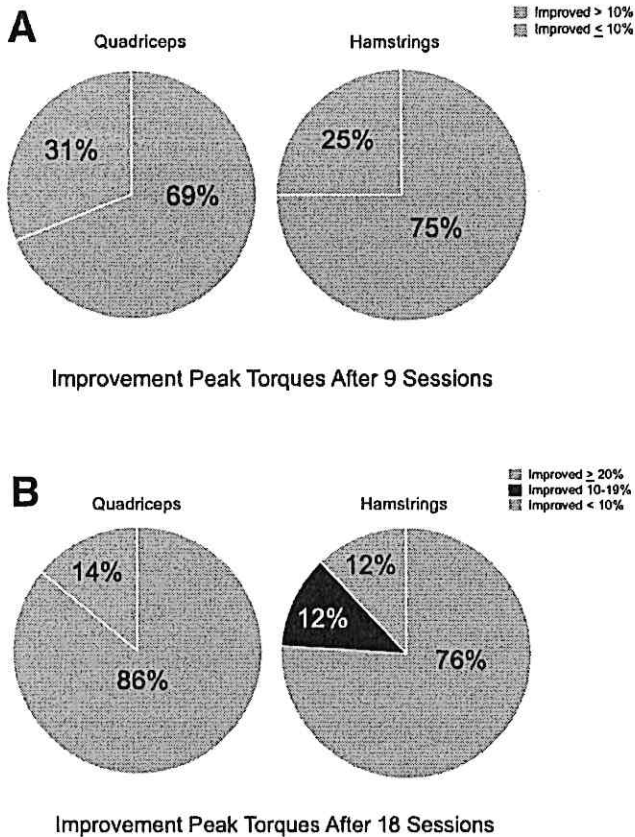 A
Quadriceps
Hamstrings
Improved > 10%
Improved ≤ 10%
31%
69%
25%
75%
Improvement Peak Torques After 9 Sessions
B
Quadriceps
Hamstrings
Improved ≥ 20%
Improved 10-19%
Improved < 10%
14%
86%
12%
12%
76%
Improvement Peak Torques After 18 Sessions